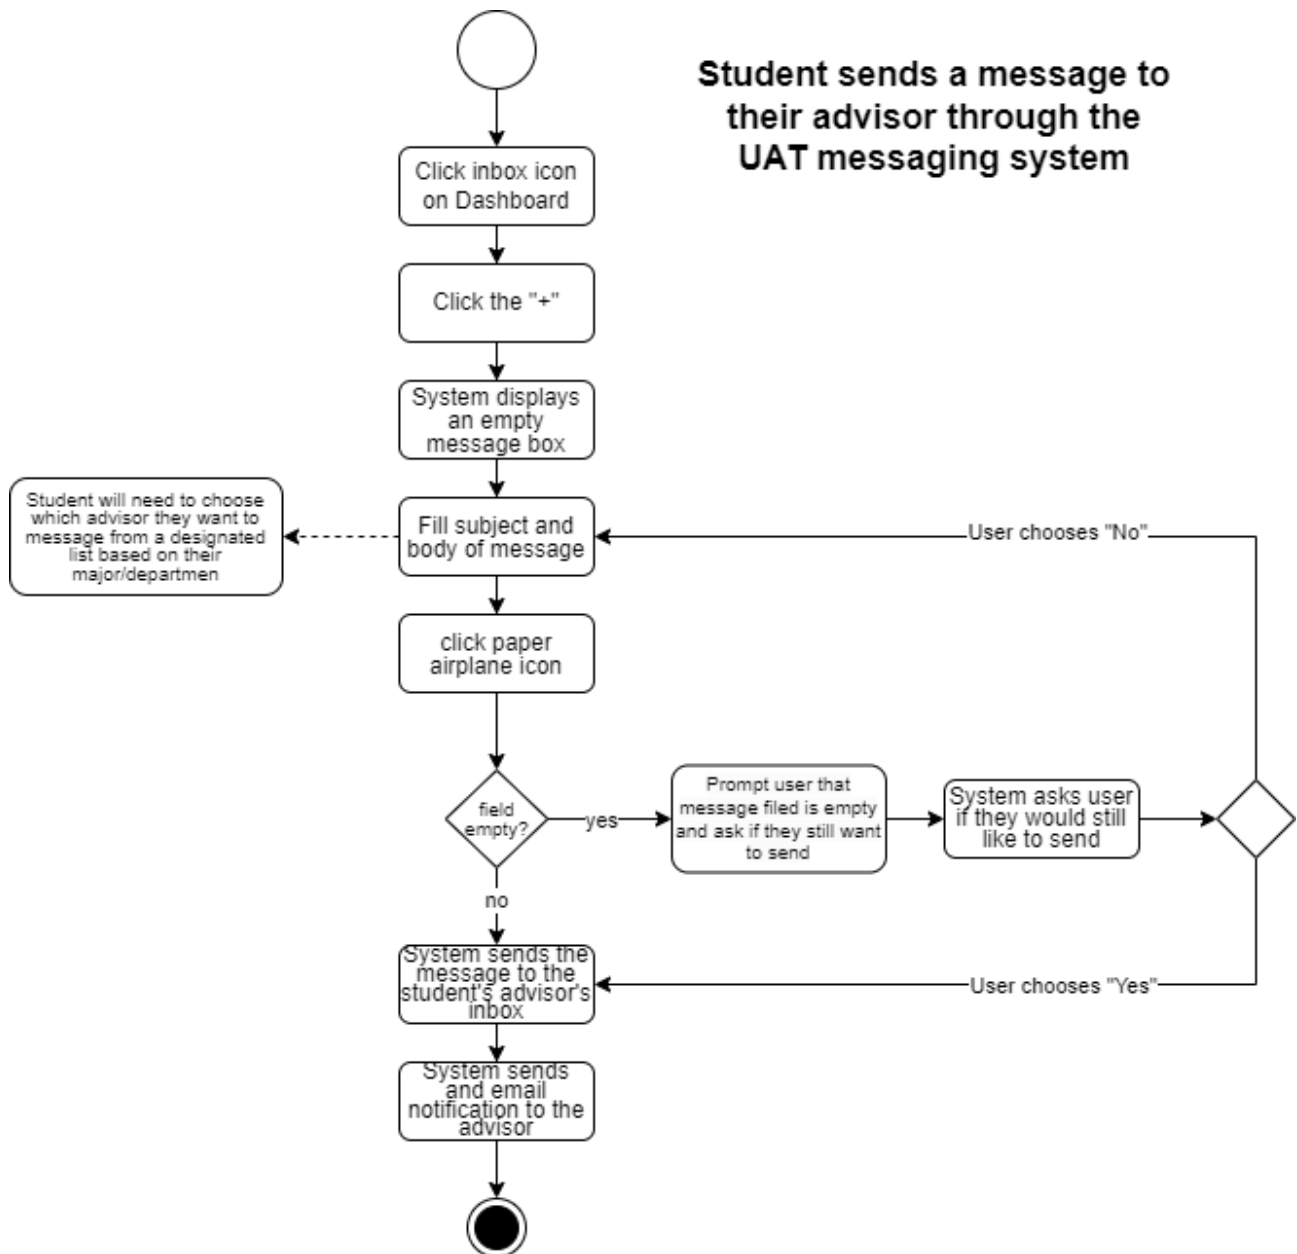 Student sends a message to
their advisor through the
UAT messaging system
Click inbox icon
on Dashboard
Click the "+"
System displays
an empty
message box
Student will need to choose
which advisor they want to
message from a designated
list based on their
major/departmen
Fill subject and
body of message
User chooses "No"
click paper
airplane icon
field
empty?
yes
Prompt user that
message filed is empty
and ask if they still want
to send
System asks user
if they would still
like to send
no
System sends the
message to the
student's advisor's
inbox
User chooses "Yes"
System sends
and email
notification to the
advisor